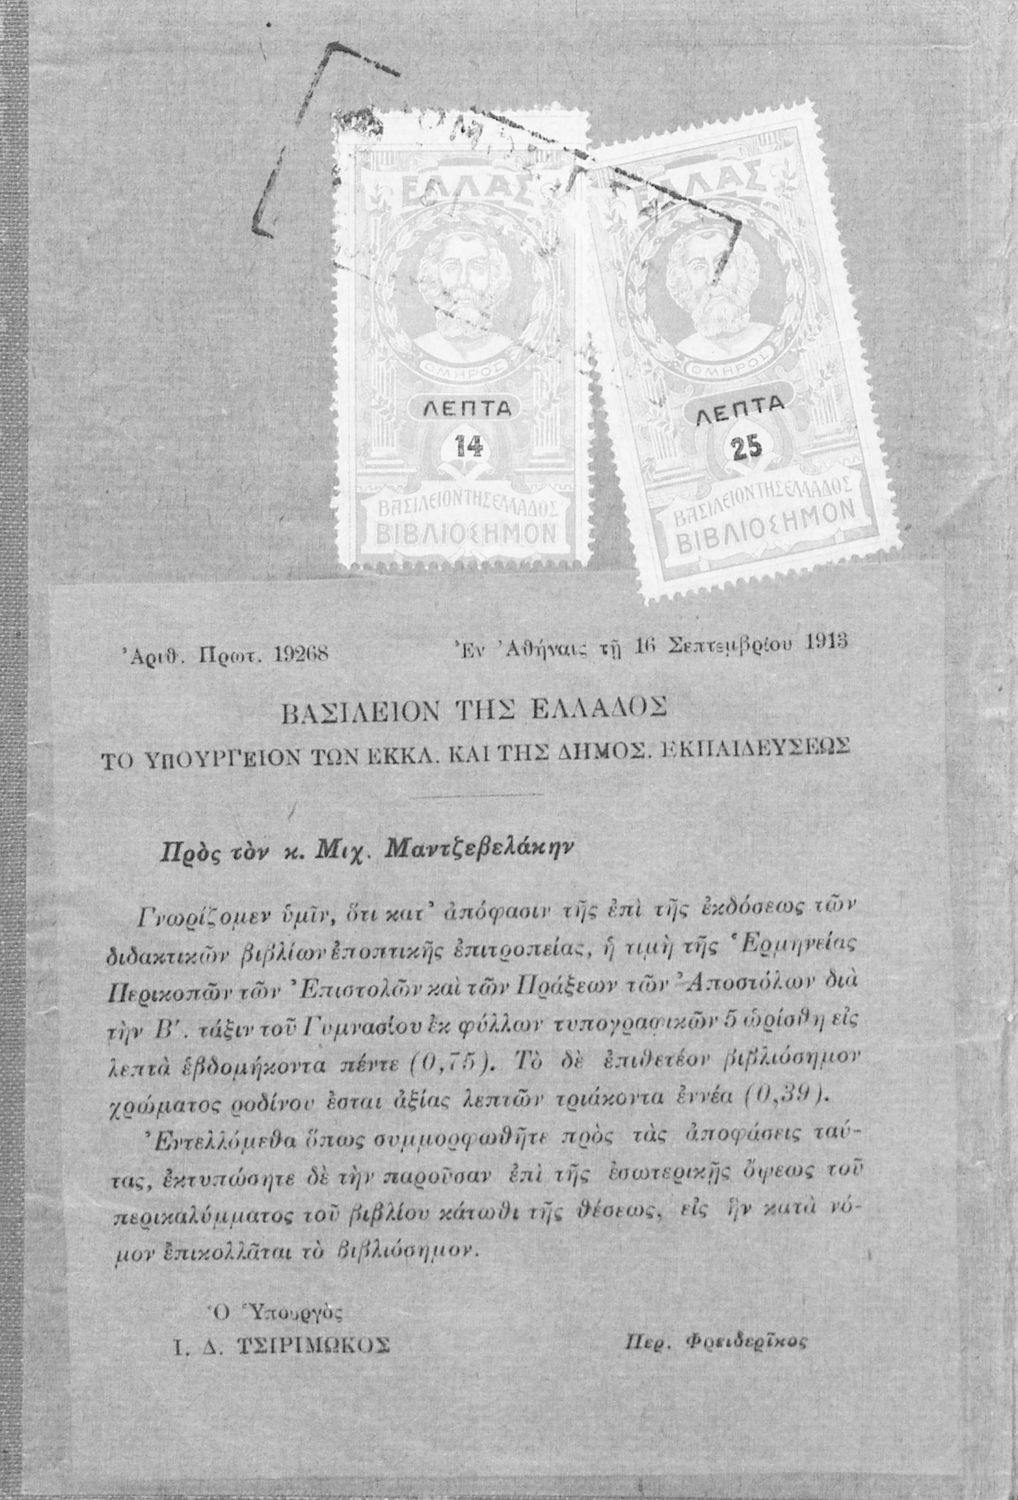 ΕΛΛΑΣ
ΟΜΗΡΟΣ
ΛΕΠΤΑ
14
ΒΑΣΙΛΕΙΟΝ ΤΗΣ ΕΛΛΑΔΟΣ
ΒΙΒΛΙΟΣΗΜΟΝ
ΕΛΛΑΣ
ΟΜΗΡΟΣ
ΛΕΠΤΑ
25
ΒΑΣΙΛΕΙΟΝ ΤΗΣ ΕΛΛΑΔΟΣ
ΒΙΒΛΙΟΣΗΜΟΝ
Ἀριθ. Πρωτ. 19268 Ἐν Ἀθήναις τῇ 16 Σεπτεμβρίου 1913
ΒΑΣΙΛΕΙΟΝ ΤΗΣ ΕΛΛΑΔΟΣ
ΤΟ ΥΠΟΥΡΓΕΙΟΝ ΤΩΝ ΕΚΚΛ. ΚΑΙ ΤΗΣ ΔΗΜΟΣ. ΕΚΠΑΙΔΕΥΣΕΩΣ
Πρὸς τὸν κ. Μιχ. Μαντζεβελάκην
Γνωρίζομεν ὑμῖν, ὅτι κατ' ἀπόφασιν τῆς ἐπὶ τῆς ἐκδόσεως τῶν
διδακτικῶν βιβλίων ἐποπτικῆς ἐπιτροπείας, ἡ τιμὴ τῆς Ἑρμηνείας
Περικοπῶν τῶν Ἐπιστολῶν καὶ τῶν Πράξεων τῶν Ἀποστόλων διὰ
τὴν Β'. τάξιν τοῦ Γυμνασίου ἐκ φύλλων τυπογραφικῶν 5 ὡρίσθη εἰς
λεπτὰ ἑβδομήκοντα πέντε (0,75). Τὸ δὲ ἐπιθετέον βιβλιόσημον
χρώματος ροδίνου ἔσται ἀξίας λεπτῶν τριάκοντα ἐννέα (0,39).
Ἐντελλόμεθα ὅπως συμμορφωθῆτε πρὸς τὰς ἀποφάσεις ταύ-
τας, ἐκτυπώσητε δὲ τὴν παροῦσαν ἐπὶ τῆς ἐσωτερικῆς ὄψεως τοῦ
περικαλύμματος τοῦ βιβλίου κάτωθι τῆς θέσεως, εἰς ἣν κατὰ νό-
μον ἐπικολλᾶται τὸ βιβλιόσημον.
Ὁ Ὑπουργὸς
Ι. Δ. ΤΣΙΡΙΜΩΚΟΣ Περ. Φρειδερῖκος